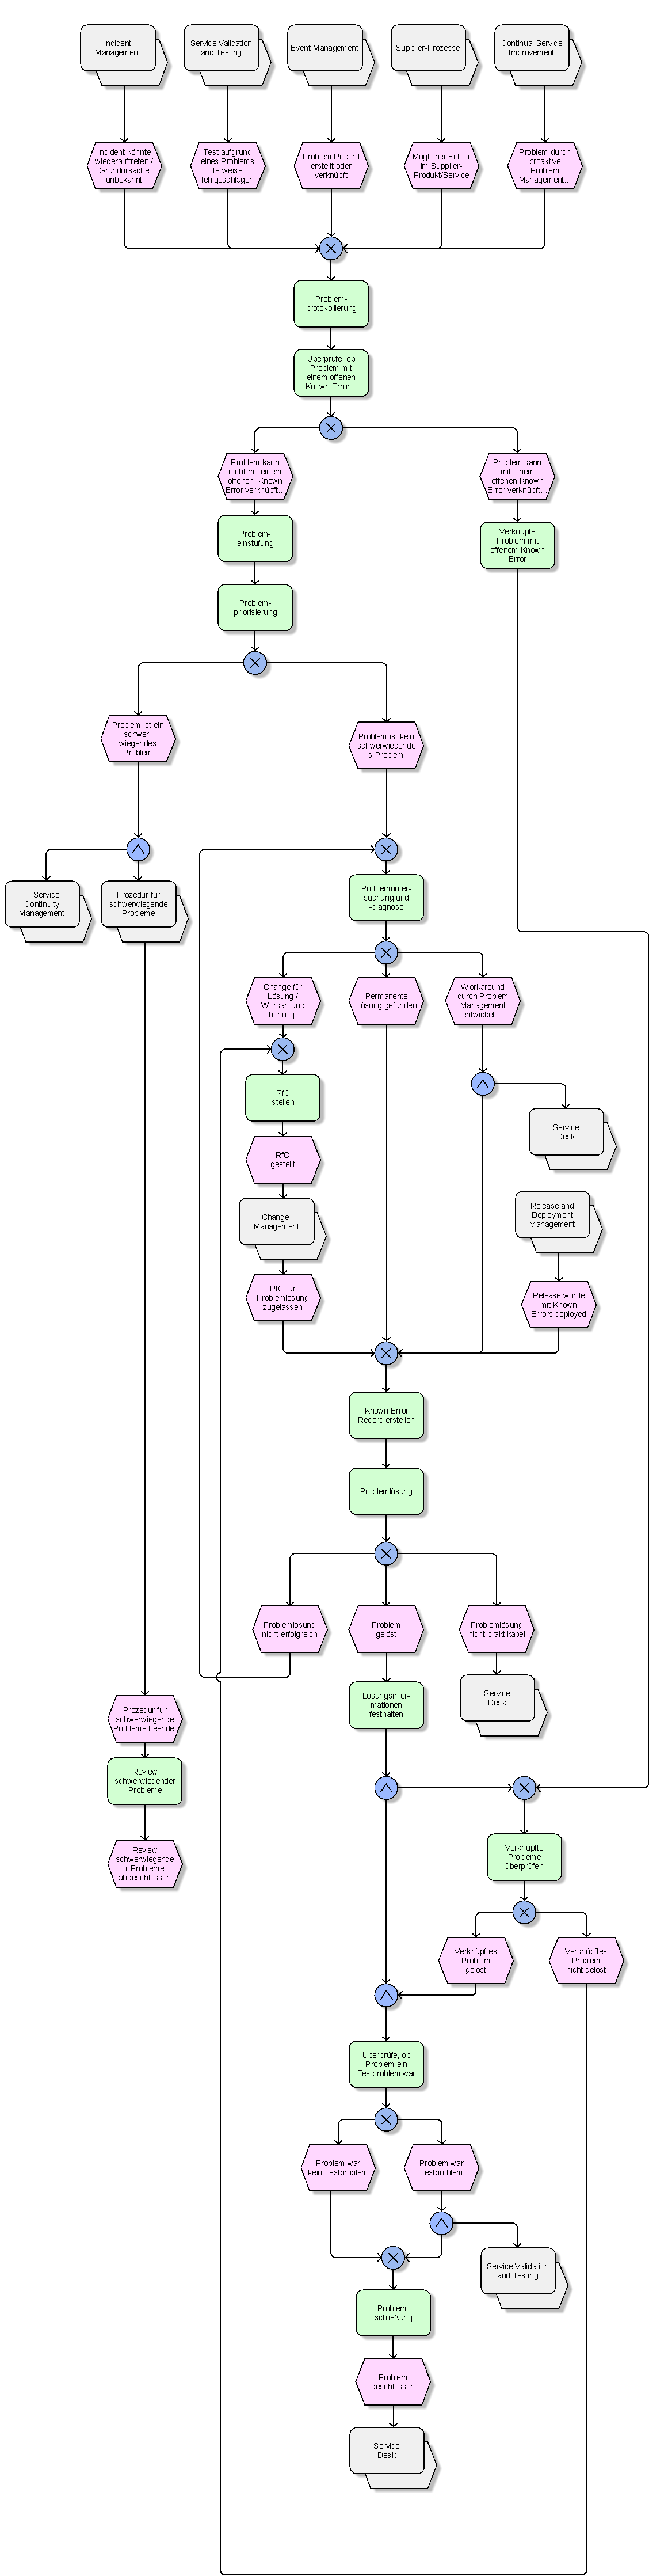 Incident
Management
Service Validation
and Testing
Event Management
Supplier-Prozesse
Continual Service
Improvement
Incident könnte
wiederauftreten /
Grundursache
unbekannt
Test aufgrund
eines Problems
teilweise
fehlgeschlagen
Problem Record
erstellt oder
verknüpft
Möglicher Fehler
im Supplier-
Produkt/Service
Problem durch
proaktive
Problem
Management...
Problem-
protokollierung
Überprüfe, ob
Problem mit
einem offenen
Known Error...
Problem kann
nicht mit einem
offenen Known
Error verknüpft...
Problem kann
mit einem
offenen Known
Error verknüpft...
Problem-
einstufung
Verknüpfe
Problem mit
offenem Known
Error
Problem-
priorisierung
Problem ist ein
schwer-
wiegendes
Problem
Problem ist kein
schwerwiegende
s Problem
IT Service
Continuity
Management
Prozedur für
schwerwiegende
Probleme
Problemunter-
suchung und
-diagnose
Change für
Lösung /
Workaround
benötigt
Permanente
Lösung gefunden
Workaround
durch Problem
Management
entwickelt...
RfC
stellen
Service
Desk
RfC
gestellt
Change
Management
Release and
Deployment
Management
RfC für
Problemlösung
zugelassen
Release wurde
mit Known
Errors deployed
Known Error
Record erstellen
Problemlösung
Problemlösung
nicht erfolgreich
Problem
gelöst
Problemlösung
nicht praktikabel
Lösungsinfor-
mationen
festhalten
Service
Desk
Prozedur für
schwerwiegende
Probleme beendet
Review
schwerwiegender
Probleme
Review
schwerwiegende
r Probleme
abgeschlossen
Verknüpfte
Probleme
überprüfen
Verknüpftes
Problem
gelöst
Verknüpftes
Problem
nicht gelöst
Überprüfe, ob
Problem ein
Testproblem war
Problem war
kein Testproblem
Problem war
Testproblem
Service Validation
and Testing
Problem-
schließung
Problem
geschlossen
Service
Desk